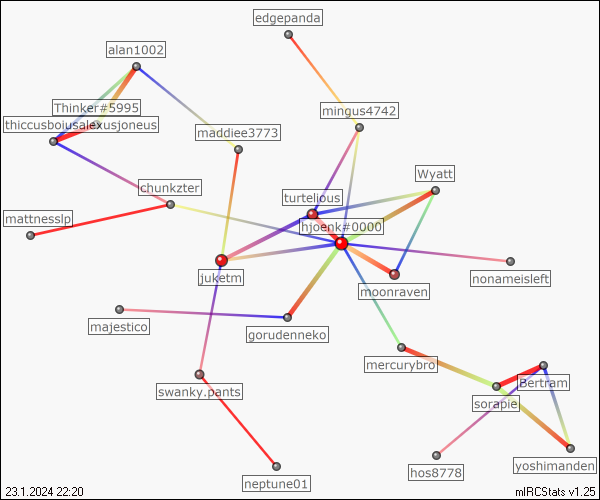 edgepanda
alan1002
Thinker#5995
mingus4742
thiccusboiusalexusjoneus
maddiee3773
Wyatt
chunkzter
turtelious
mattnesslp
hjoenk#0000
juketm
nonameisleft
moonraven
majestico
gorudenneko
mercurybro
swanky.pants
Bertram
sorapie
hos8778
yoshimanden
neptune01
23.1.2024 22:20
mIRCStats v1.25